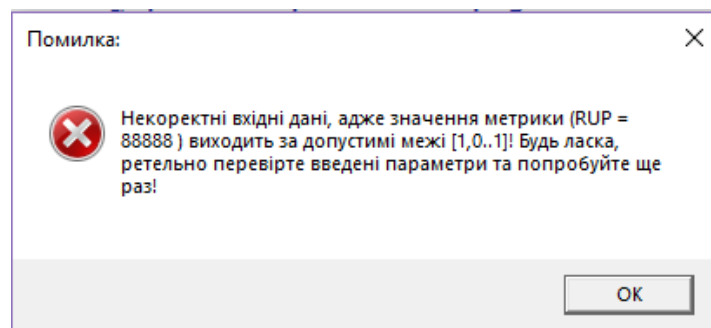 Помилка:
Некоректні вхідні дані, адже значення метрики (RUP =
88888 ) виходить за допустимі межі [1,0..1]! Будь ласка,
ретельно перевірте введені параметри та попробуйте ще
раз!
OK